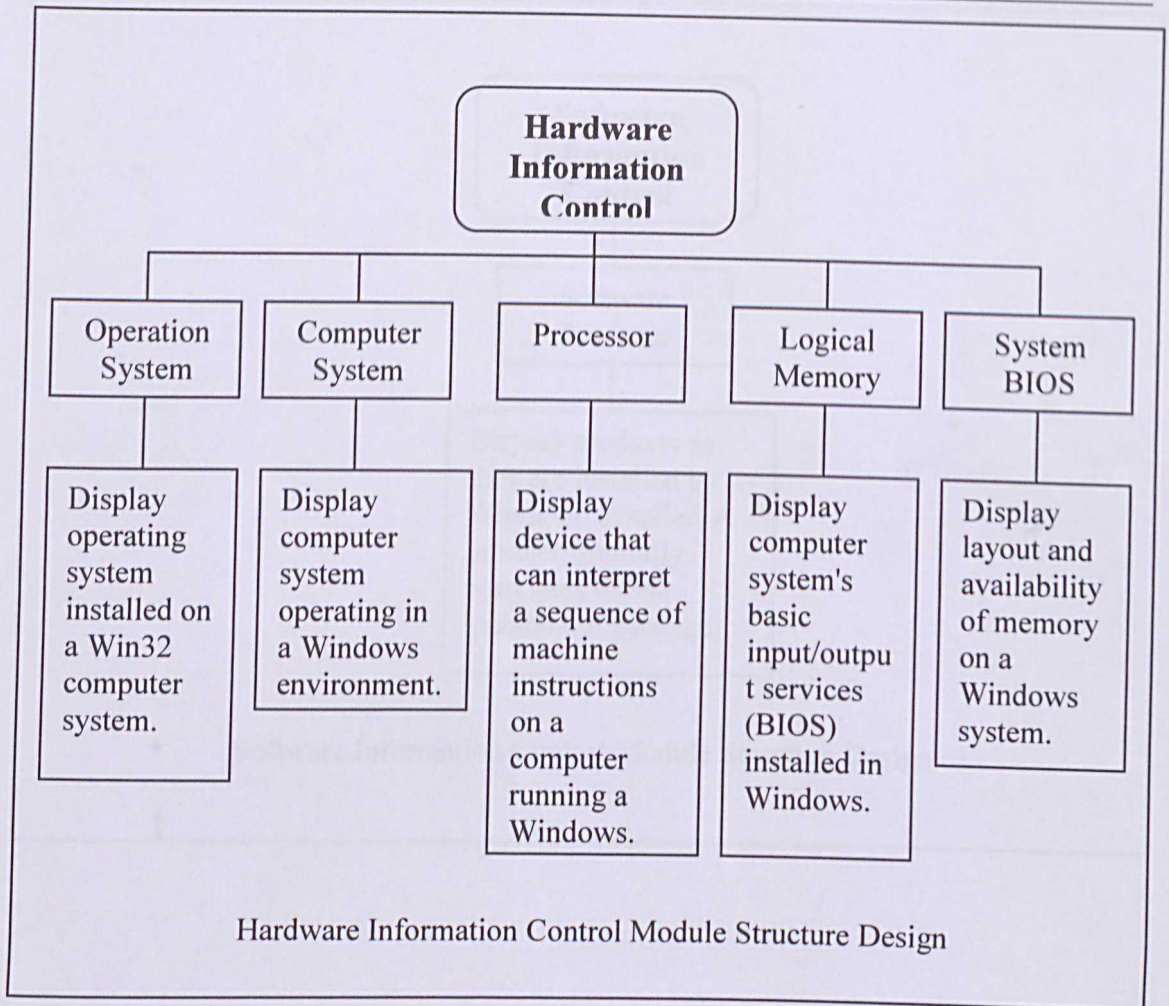 Hardware
Information
Control
Operation
System
Computer
System
Processor
Logical
Memory
System
BIOS
Display
operating
system
installed on
a Win32
computer
system.
Display
computer
system
operating in
a Windows
environment.
Display
device that
can interpret
a sequence of
machine
instructions
on a
computer
running a
Windows.
Display
computer
system's
basic
input/outpu
t services
(BIOS)
installed in
Windows.
Display
layout and
availability
of memory
on a
Windows
system.
Hardware Information Control Module Structure Design